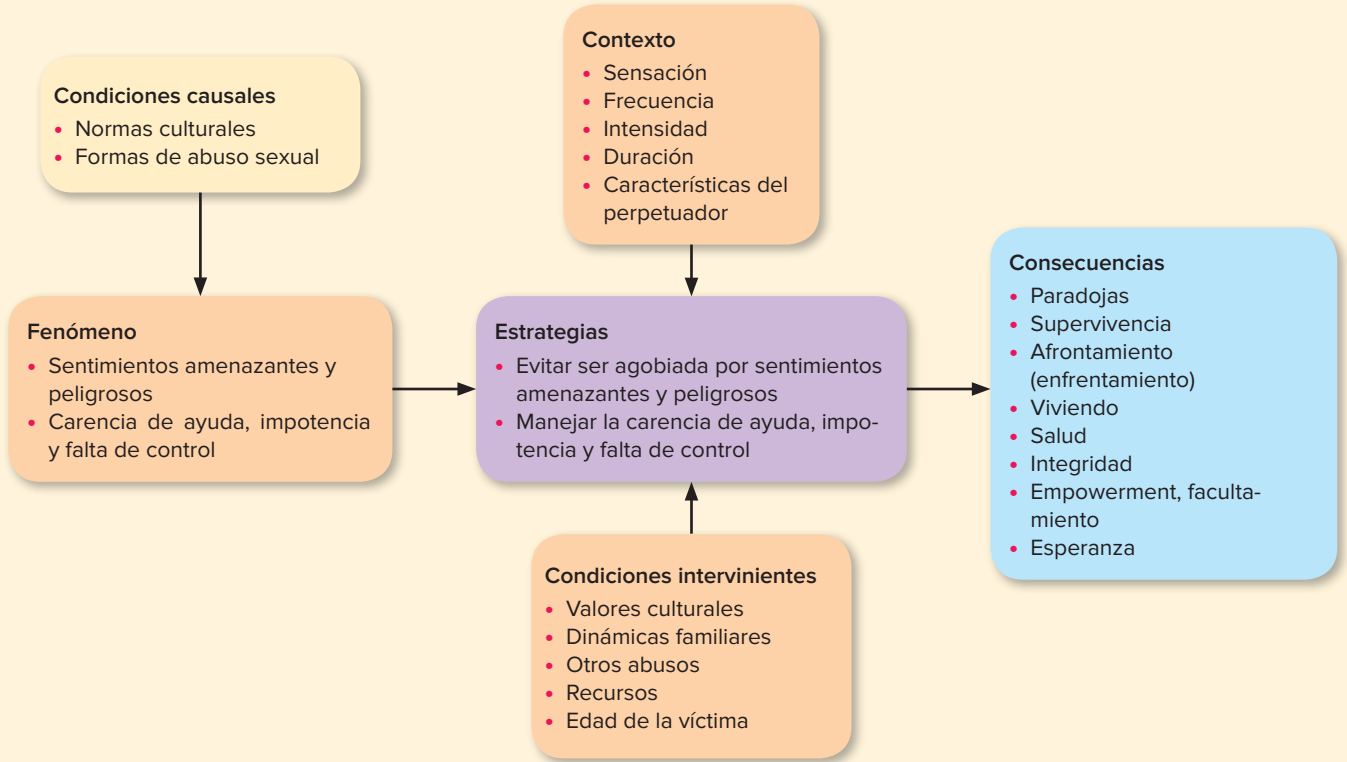 Condiciones causales
• Normas culturales
• Formas de abuso sexual
Contexto
• Sensación
• Frecuencia
• Intensidad
• Duración
• Características del
perpetuador
Fenómeno
• Sentimientos amenazantes y
peligrosos
• Carencia de ayuda, impotencia
y falta de control
Estrategias
• Evitar ser agobiada por sentimientos
amenazantes y peligrosos
• Manejar la carencia de ayuda, impo-
tencia y falta de control
Condiciones intervinientes
• Valores culturales
• Dinámicas familiares
• Otros abusos
• Recursos
• Edad de la víctima
Consecuencias
• Paradojas
• Supervivencia
• Afrontamiento
(enfrentamiento)
• Viviendo
• Salud
• Integridad
• Empowerment, faculta-
miento
• Esperanza